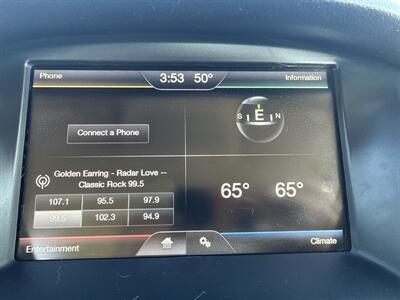 Phone
3:53 50°
Information
S E N
Connect a Phone
Golden Earring - Radar Love --
Classic Rock 99.5
107.1 95.5 97.9
99.5 102.3 94.9
65° 65°
Entertainment
Climate